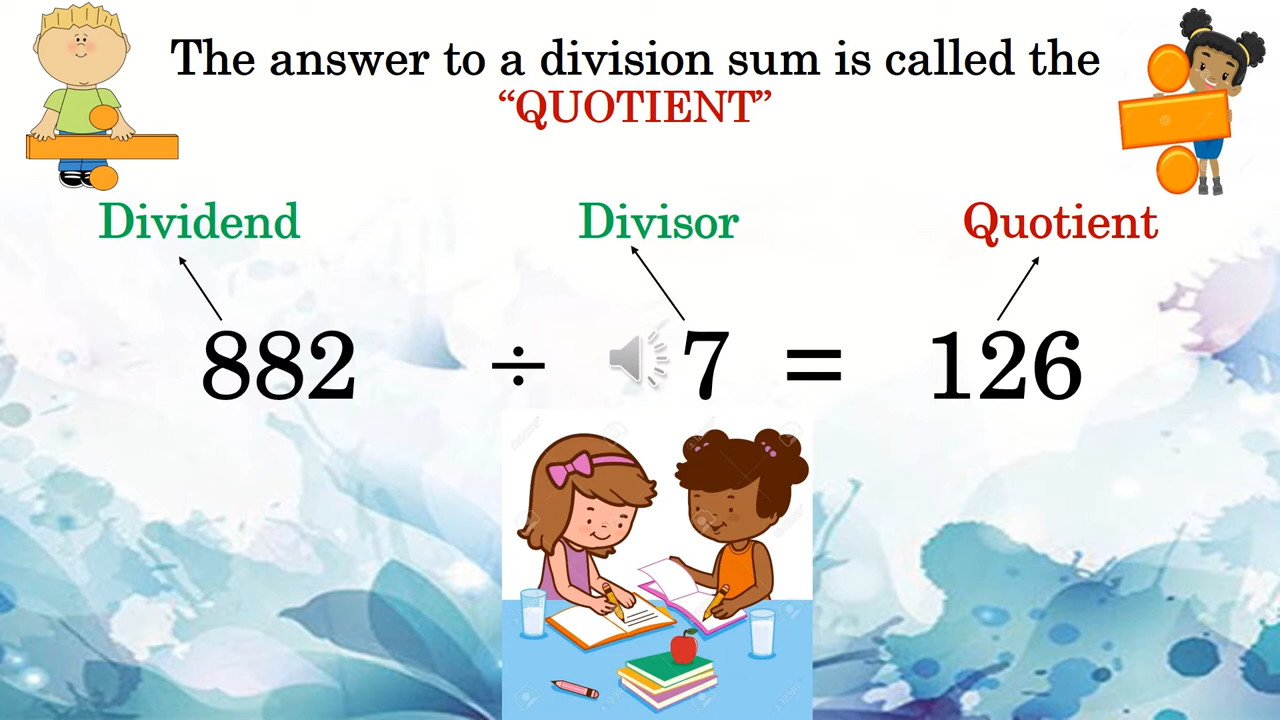 The answer to a division sum is called the
“QUOTIENT”
Dividend Divisor Quotient
882 ÷ 7 = 126